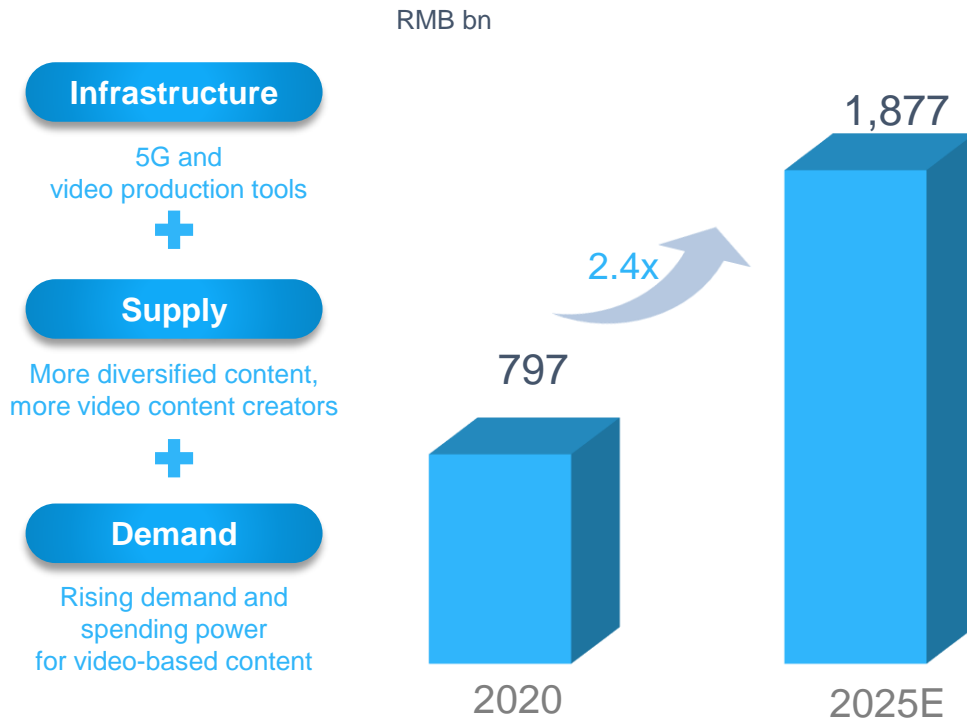 RMB bn
Infrastructure
5G and
video production tools
Supply
More diversified content,
more video content creators
Demand
Rising demand and
spending power
for video-based content
797
2.4x
1,877
2020
2025E